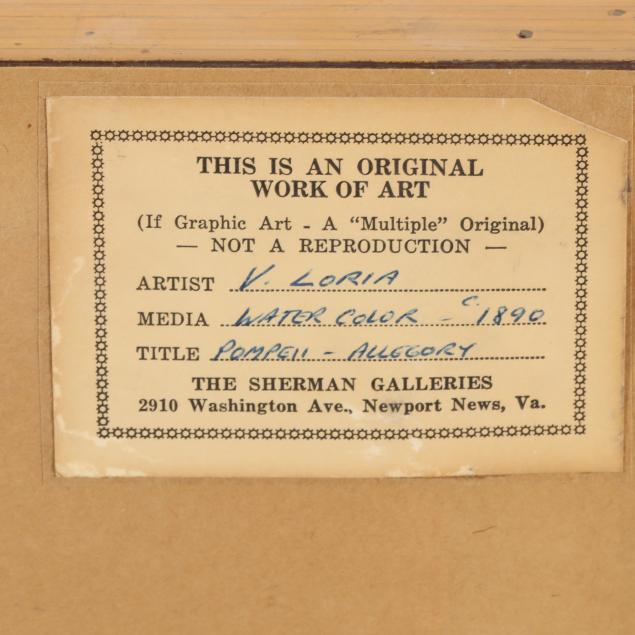 THIS IS AN ORIGINAL
WORK OF ART
(If Graphic Art - A "Multiple" Original)
— NOT A REPRODUCTION —
ARTIST V. LORIA
MEDIA WATER COLOR - C. 1890
TITLE POMPEII - ALLEGORY
THE SHERMAN GALLERIES
2910 Washington Ave., Newport News, Va.